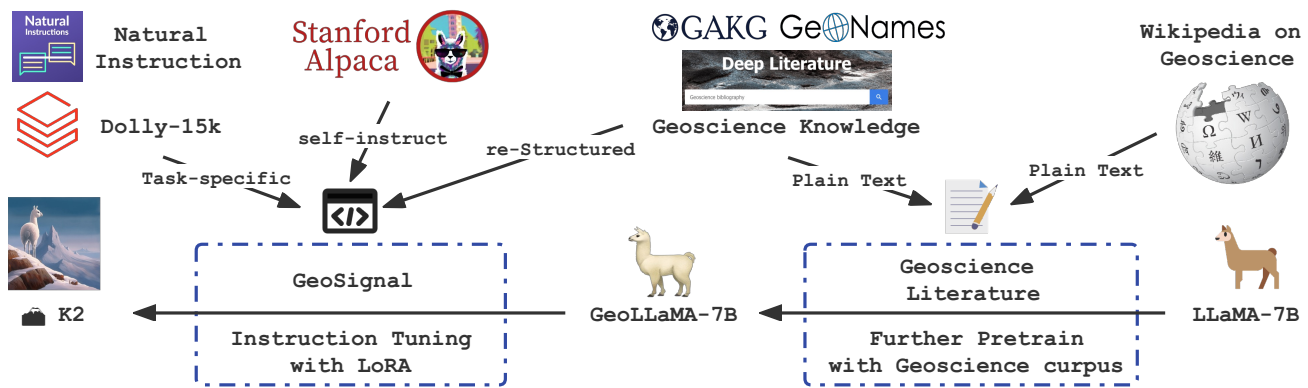 Natural
Instructions
Natural
Instruction
Stanford
Alpaca
GAKG GeoNames
Deep Literature
Geoscience bibliography
Wikipedia on
Geoscience
Dolly-15k
Geoscience Knowledge
self-instruct
re-Structured
Task-specific
Plain Text
Plain Text
Ω W
維 И
</>
GeoSignal
Geoscience
Literature
K2
GeoLLaMA-7B
LLaMA-7B
Instruction Tuning
with LoRA
Further Pretrain
with Geoscience curpus